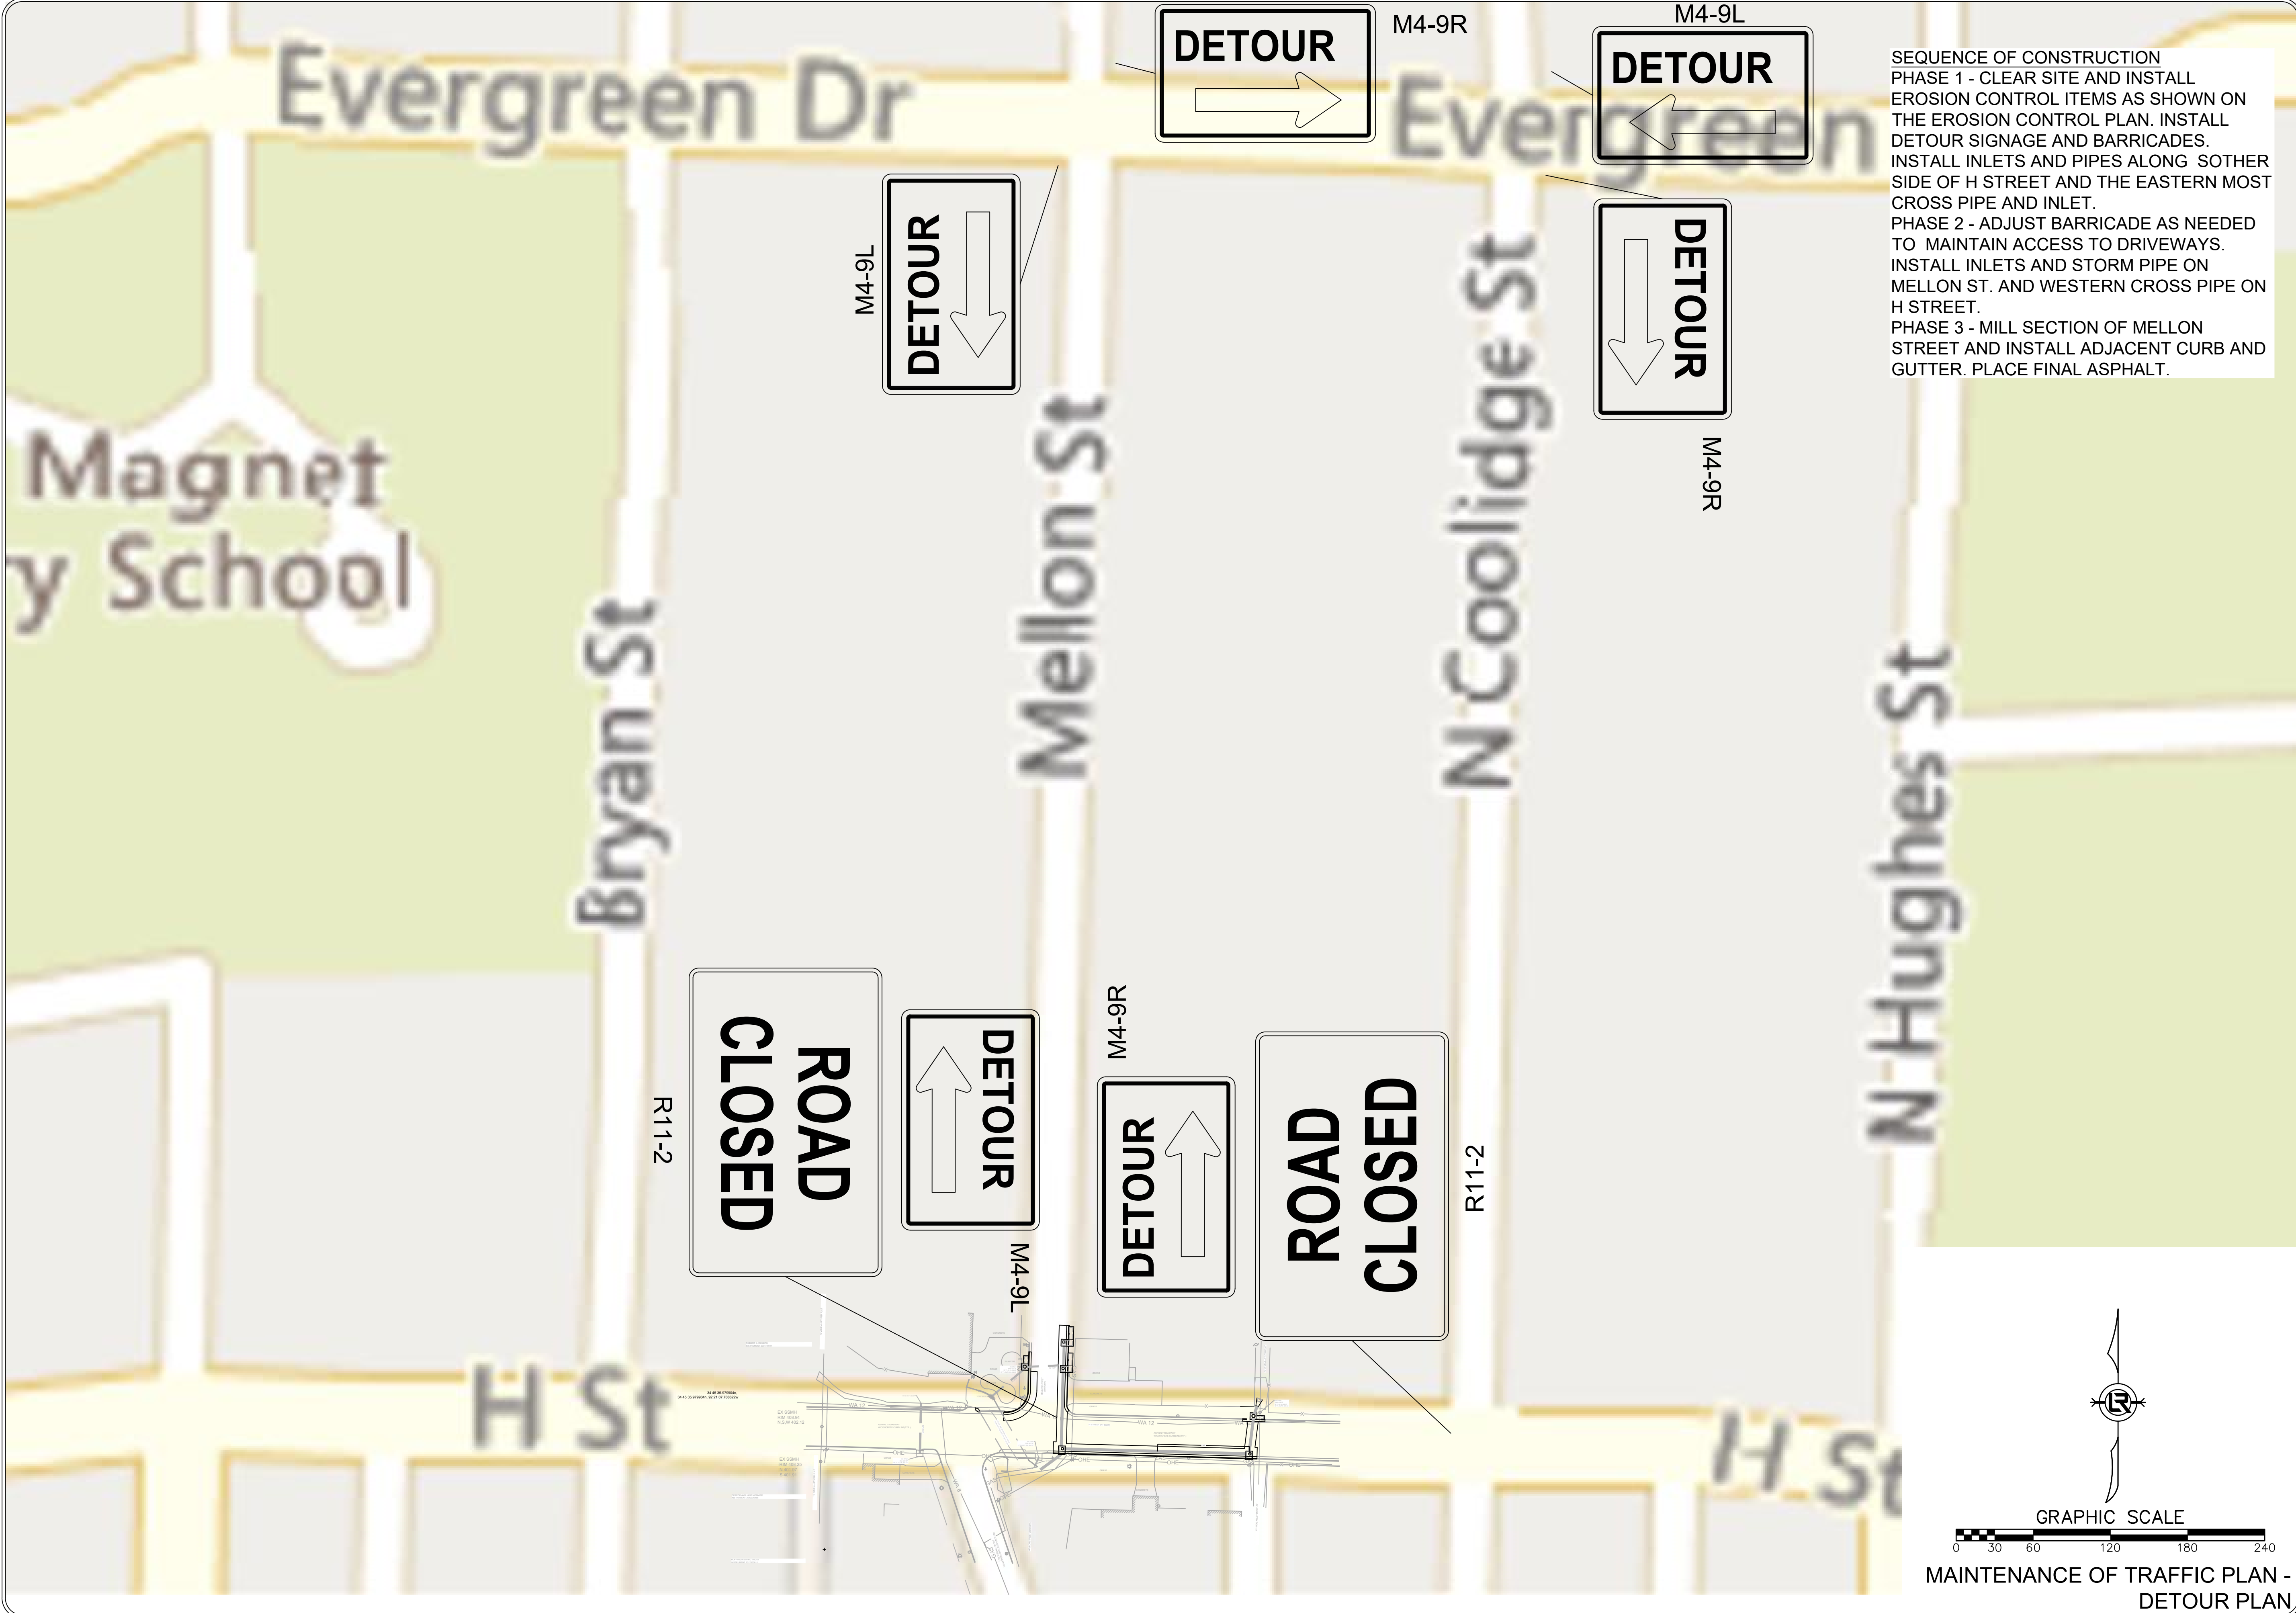 M4-9L
DETOUR
M4-9R
DETOUR
Evergreen Dr
Evergreen
SEQUENCE OF CONSTRUCTION
PHASE 1 - CLEAR SITE AND INSTALL
EROSION CONTROL ITEMS AS SHOWN ON
THE EROSION CONTROL PLAN. INSTALL
DETOUR SIGNAGE AND BARRICADES.
INSTALL INLETS AND PIPES ALONG SOTHER
SIDE OF H STREET AND THE EASTERN MOST
CROSS PIPE AND INLET.
PHASE 2 - ADJUST BARRICADE AS NEEDED
TO MAINTAIN ACCESS TO DRIVEWAYS.
INSTALL INLETS AND STORM PIPE ON
MELLON ST. AND WESTERN CROSS PIPE ON
H STREET.
PHASE 3 - MILL SECTION OF MELLON
STREET AND INSTALL ADJACENT CURB AND
GUTTER. PLACE FINAL ASPHALT.
M4-9L
DETOUR
DETOUR
M4-9R
Magnet
y School
Bryan St
Mellon St
N Coolidge St
N Hughes St
R11-2
ROAD
CLOSED
DETOUR
M4-9L
M4-9R
DETOUR
ROAD
CLOSED
R11-2
H St
WA 12
WA 12
H St
GRAPHIC SCALE
0 30 60 120 180 240
MAINTENANCE OF TRAFFIC PLAN -
DETOUR PLAN